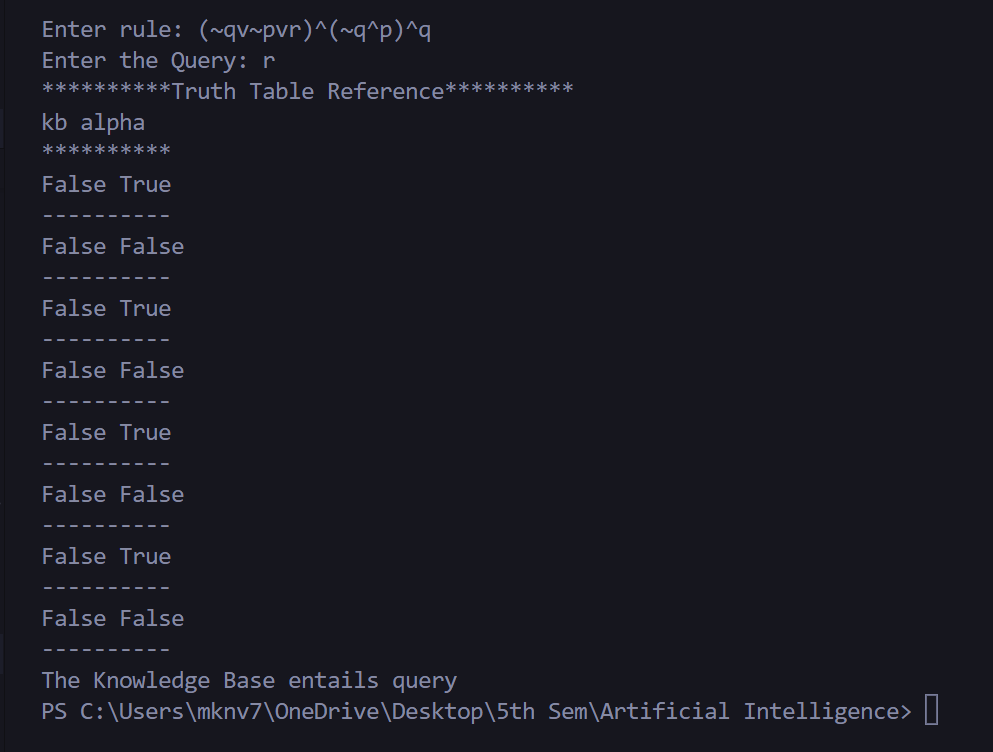 Enter rule: (~qv~pvr)^(~q^p)^q
Enter the Query: r
**********Truth Table Reference**********
kb alpha
**********
False True
----------
False False
----------
False True
----------
False False
----------
False True
----------
False False
----------
False True
----------
False False
----------
The Knowledge Base entails query
PS C:\Users\mknv7\OneDrive\Desktop\5th Sem\Artificial Intelligence>